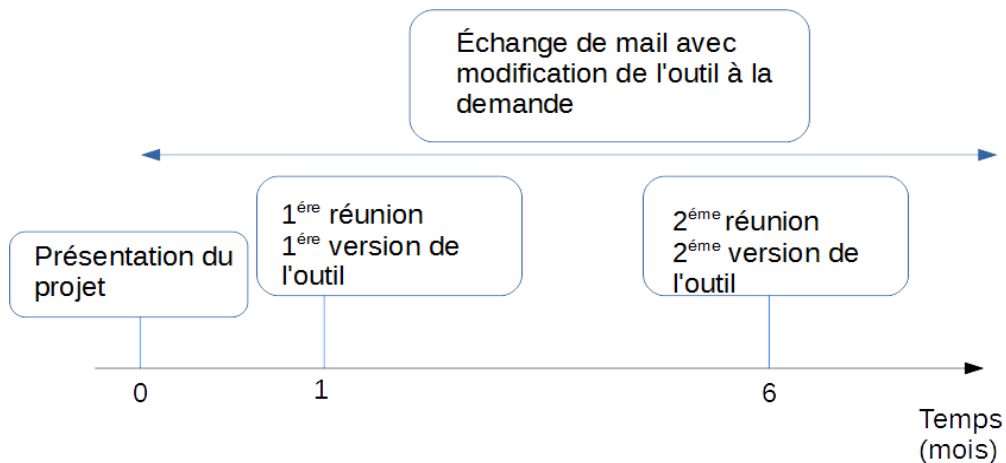 Échange de mail avec
modification de l'outil à la
demande
Présentation du
projet
1ére réunion
1ére version de
l'outil
2éme réunion
2éme version de
l'outil
0
1
6
Temps
(mois)